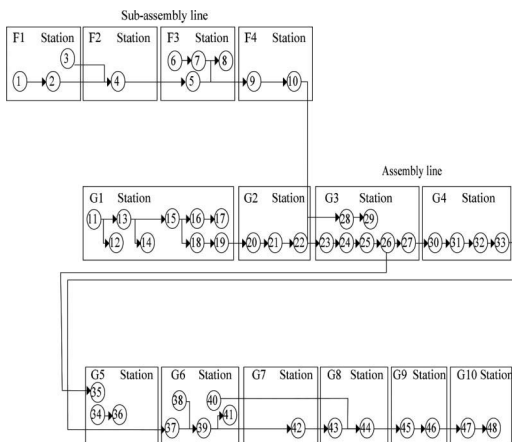 Sub-assembly line
F1 Station F2 Station F3 Station F4 Station
3 6 7 8
1 2 4 5 9 10
Assembly line
G1 Station G2 Station G3 Station G4 Station
11 13 15 16 17 28 29
12 14 18 19 20 21 22 23 24 25 26 27 30 31 32 33
G5 Station G6 Station G7 Station G8 Station G9 Station G10 Station
35 38 40
34 36 41
37 39 42 43 44 45 46 47 48